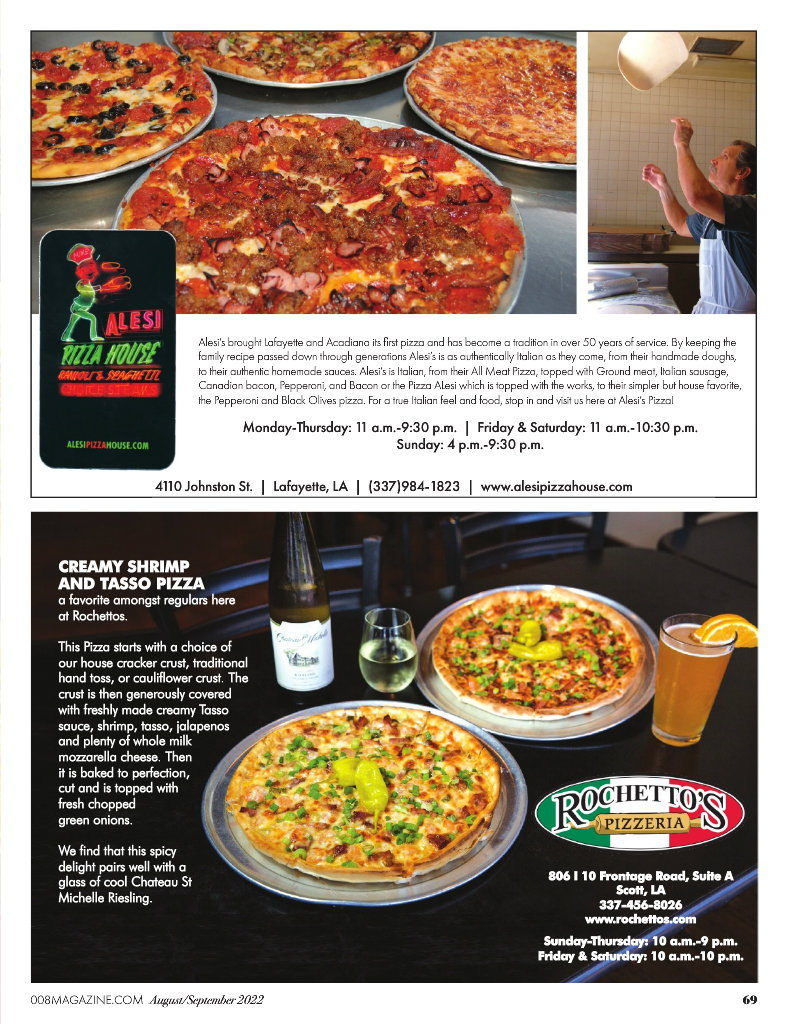 MIKE
ALESI
PIZZA HOUSE
RAVIOLI & SPAGHETTI
CHOICE STEAKS
ALESIPIZZAHOUSE.COM
Alesi's brought Lafayette and Acadiana its first pizza and has become a tradition in over 50 years of service. By keeping the
family recipe passed down through generations Alesi's is as authentically Italian as they come, from their handmade doughs,
to their authentic homemade sauces. Alesi's is Italian, from their All Meat Pizza, topped with Ground meat, Italian sausage,
Canadian bacon, Pepperoni, and Bacon or the Pizza ALesi which is topped with the works, to their simpler but house favorite,
the Pepperoni and Black Olives pizza. For a true Italian feel and food, stop in and visit us here at Alesi's Pizza!
Monday-Thursday: 11 a.m.-9:30 p.m. | Friday & Saturday: 11 a.m.-10:30 p.m.
Sunday: 4 p.m.-9:30 p.m.
4110 Johnston St. | Lafayette, LA | (337)984-1823 | www.alesipizzahouse.com
CREAMY SHRIMP
AND TASSO PIZZA
a favorite amongst regulars here
at Rochettos.
This Pizza starts with a choice of
our house cracker crust, traditional
hand toss, or cauliflower crust. The
crust is then generously covered
with freshly made creamy Tasso
sauce, shrimp, tasso, jalapenos
and plenty of whole milk
mozzarella cheese. Then
it is baked to perfection,
cut and is topped with
fresh chopped
green onions.
We find that this spicy
delight pairs well with a
glass of cool Chateau St
Michelle Riesling.
Chateau Ste Michelle
RIESLING
ROCHETTO'S
PIZZERIA
806 I 10 Frontage Road, Suite A
Scott, LA
337-456-8026
www.rochettos.com
Sunday-Thursday: 10 a.m.-9 p.m.
Friday & Saturday: 10 a.m.-10 p.m.
008MAGAZINE.COM August/September 2022
69